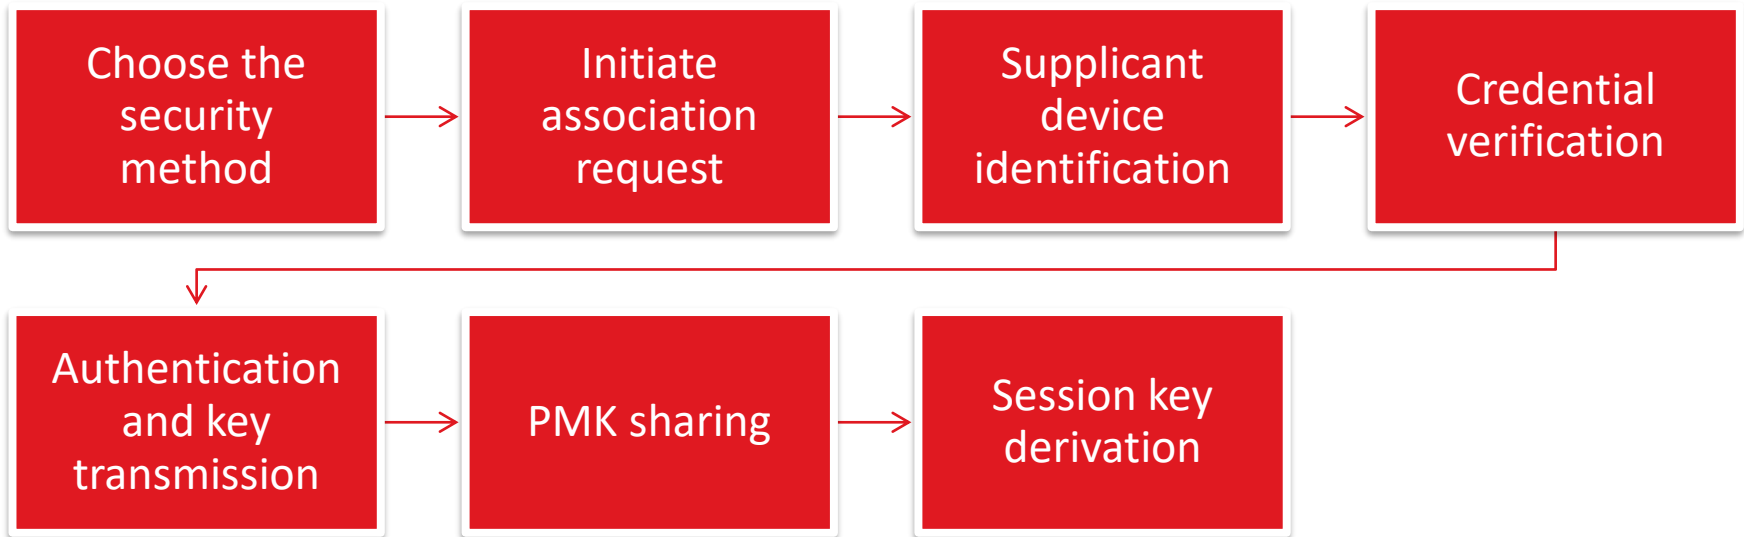 Choose the
security
method
Initiate
association
request
Supplicant
device
identification
Credential
verification
Authentication
and key
transmission
PMK sharing
Session key
derivation